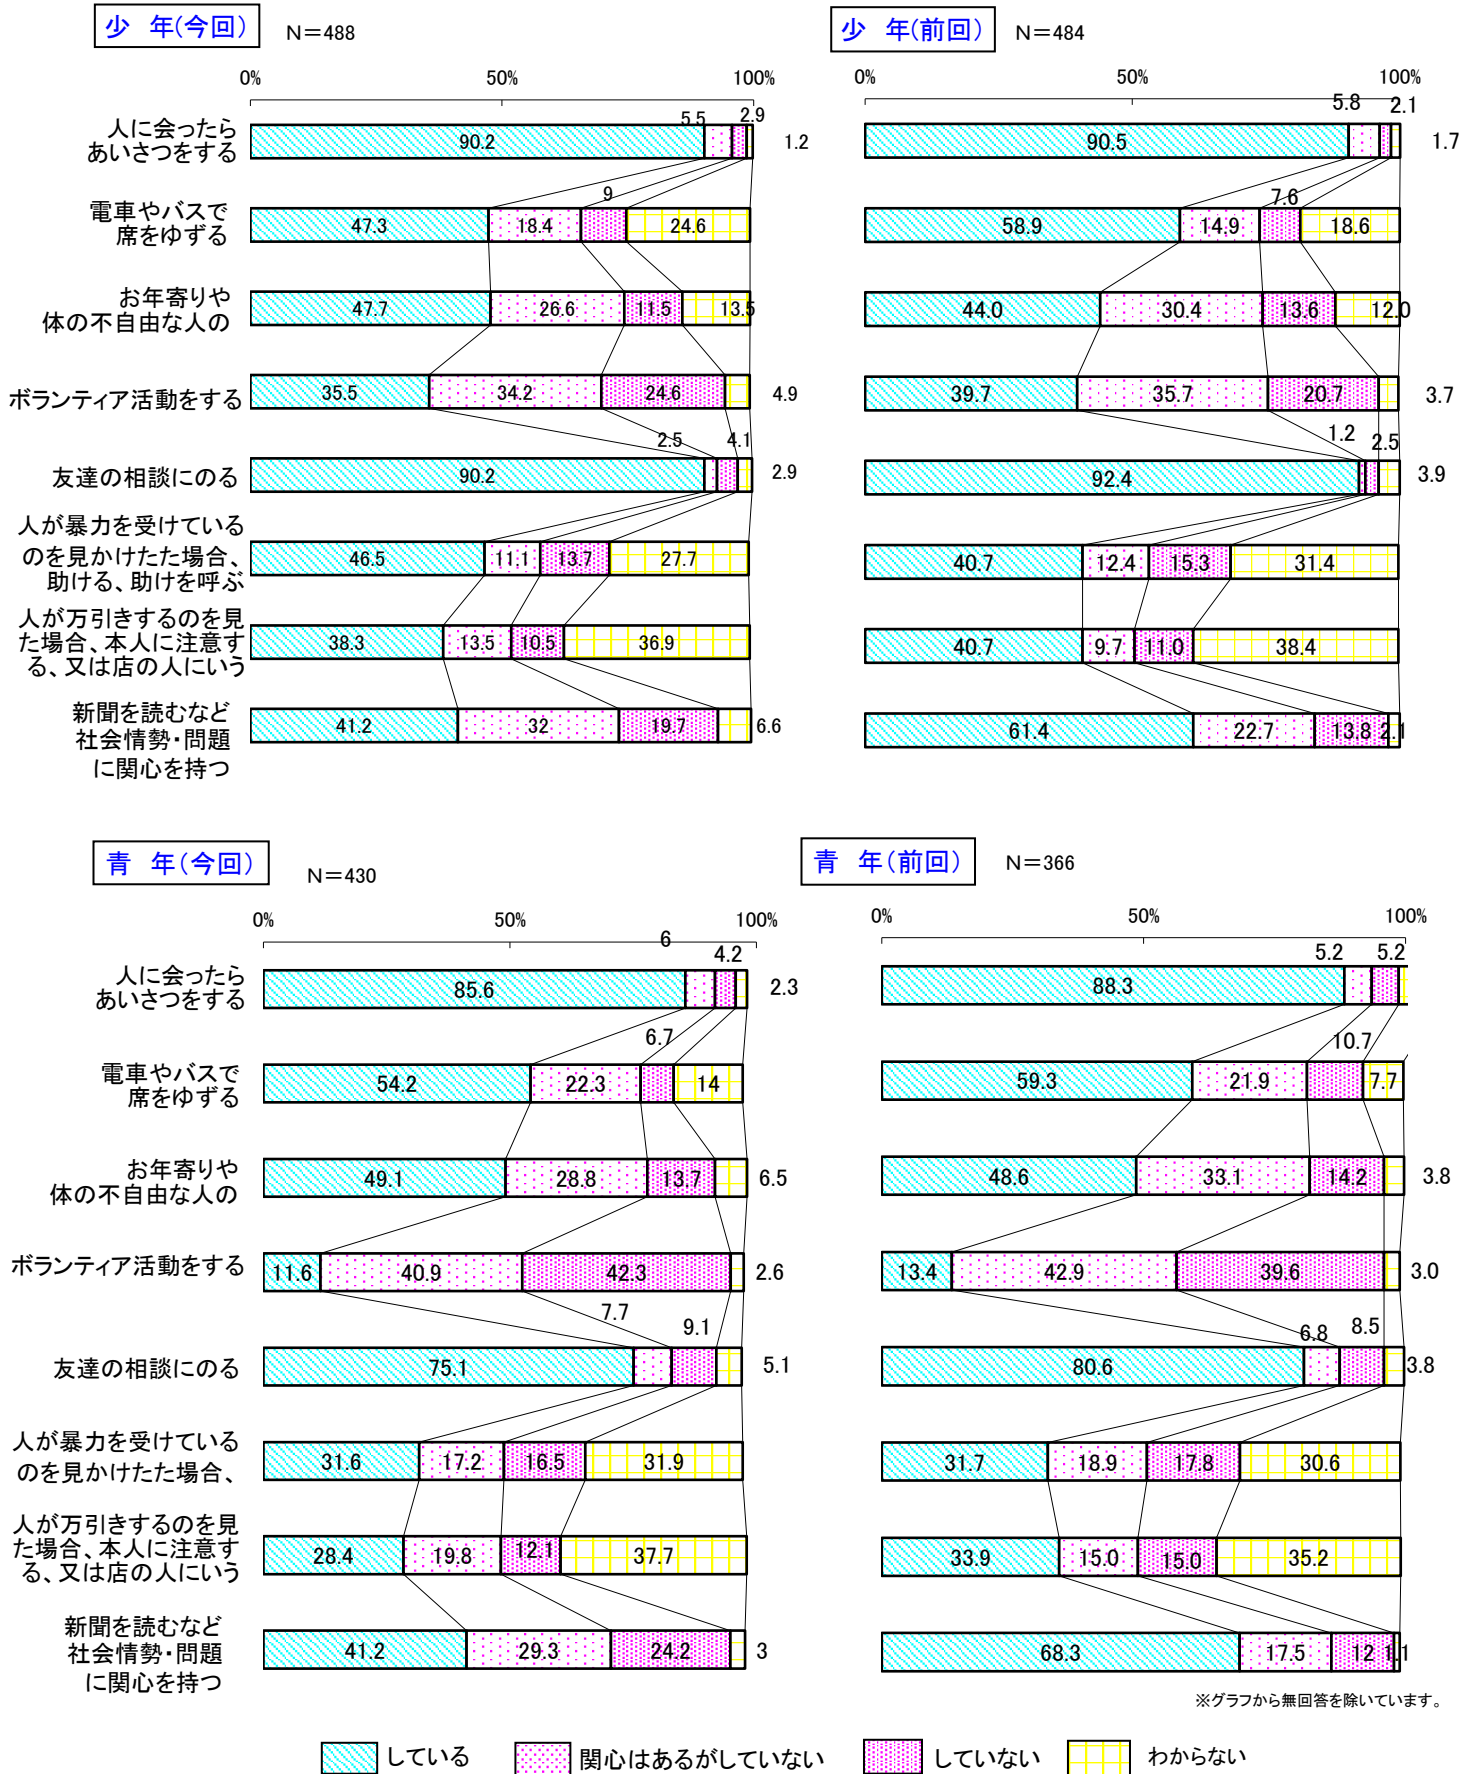 少　年(今回)
N＝488
0% 50% 100%
人に会ったら
あいさつをする
90.2 5.5 2.9 1.2
電車やバスで
席をゆずる
47.3 18.4 9 24.6
お年寄りや
体の不自由な人の
47.7 26.6 11.5 13.5
ボランティア活動をする
35.5 34.2 24.6 4.9
友達の相談にのる
90.2 2.5 4.1 2.9
人が暴力を受けている
のを見かけたた場合、
助ける、助けを呼ぶ
46.5 11.1 13.7 27.7
人が万引きするのを見
た場合、本人に注意す
る、又は店の人にいう
38.3 13.5 10.5 36.9
新聞を読むなど
社会情勢・問題
に関心を持つ
41.2 32 19.7 6.6
少　年(前回)
N＝484
0% 50% 100%
90.5 5.8 2.1 1.7
58.9 14.9 7.6 18.6
44.0 30.4 13.6 12.0
39.7 35.7 20.7 3.7
92.4 1.2 2.5 3.9
40.7 12.4 15.3 31.4
40.7 9.7 11.0 38.4
61.4 22.7 13.8 2.1
青　年(今回)
N＝430
0% 50% 100%
人に会ったら
あいさつをする
85.6 6 4.2 2.3
電車やバスで
席をゆずる
54.2 22.3 6.7 14
お年寄りや
体の不自由な人の
49.1 28.8 13.7 6.5
ボランティア活動をする
11.6 40.9 42.3 2.6
友達の相談にのる
75.1 7.7 9.1 5.1
人が暴力を受けている
のを見かけたた場合、
31.6 17.2 16.5 31.9
人が万引きするのを見
た場合、本人に注意す
る、又は店の人にいう
28.4 19.8 12.1 37.7
新聞を読むなど
社会情勢・問題
に関心を持つ
41.2 29.3 24.2 3
青　年(前回)
N＝366
0% 50% 100%
88.3 5.2 5.2
59.3 21.9 10.7 7.7
48.6 33.1 14.2 3.8
13.4 42.9 39.6 3.0
80.6 6.8 8.5 3.8
31.7 18.9 17.8 30.6
33.9 15.0 15.0 35.2
68.3 17.5 12 1.1
※グラフから無回答を除いています。
している 関心はあるがしていない していない わからない